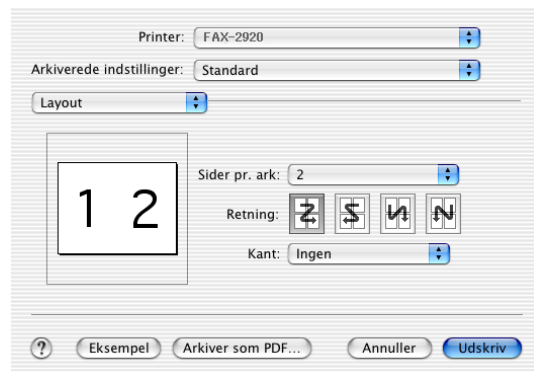 Printer: FAX-2920
Arkiverede indstillinger: Standard
Layout
Sider pr. ark: 2
1 2
Retning:
Kant: Ingen
? Eksempel Arkiver som PDF... Annuller Udskriv